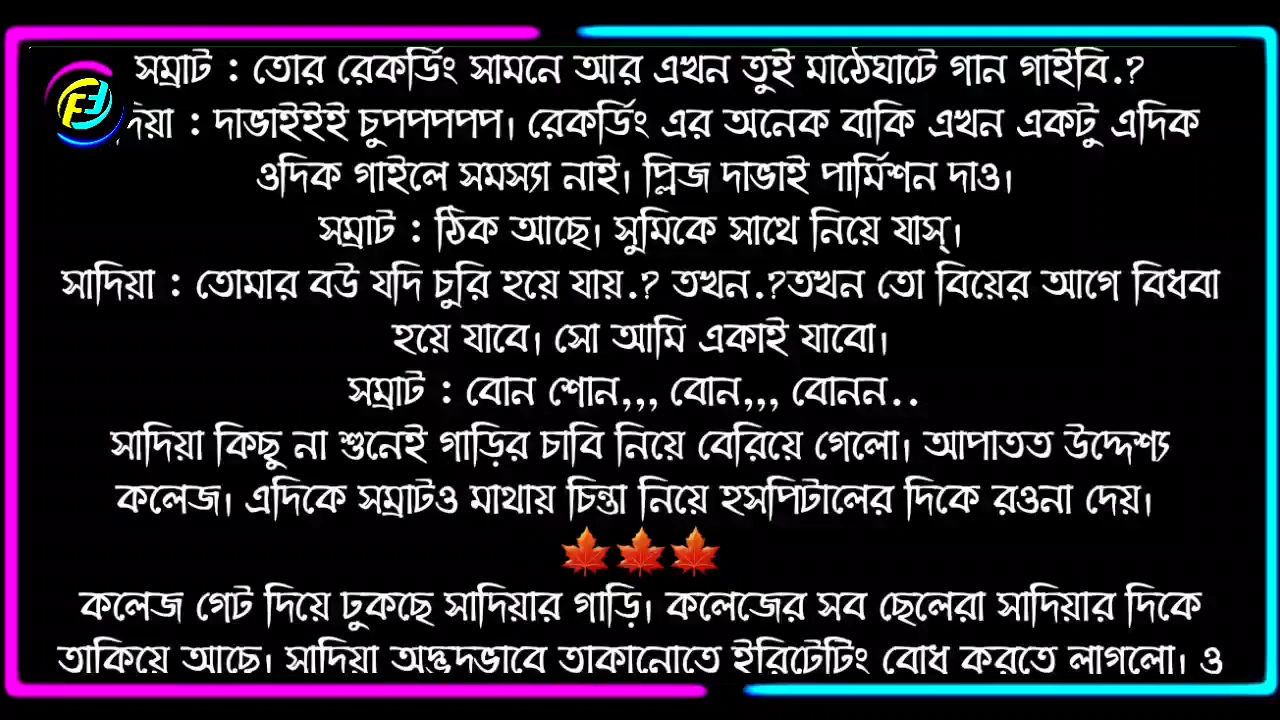 সম্রাট : তোর রেকর্ডিং সামনে আর এখন তুই মাঠেঘাটে গান গাইবি.?
দিয়া : দাভাইইই চুপপপপপ। রেকর্ডিং এর অনেক বাকি এখন একটু এদিক
ওদিক গাইলে সমস্যা নাই। প্লিজ দাভাই পার্মিশন দাও।
সম্রাট : ঠিক আছে। সুমিকে সাথে নিয়ে যাস্।
সাদিয়া : তোমার বউ যদি চুরি হয়ে যায়.? তখন.?তখন তো বিয়ের আগে বিধবা
হয়ে যাবে। সো আমি একাই যাবো।
সম্রাট : বোন শোন,,, বোন,,, বোনন..
সাদিয়া কিছু না শুনেই গাড়ির চাবি নিয়ে বেরিয়ে গেলো। আপাতত উদ্দেশ্য
কলেজ। এদিকে সম্রাটও মাথায় চিন্তা নিয়ে হসপিটালের দিকে রওনা দেয়।
কলেজ গেট দিয়ে ঢুকছে সাদিয়ার গাড়ি। কলেজের সব ছেলেরা সাদিয়ার দিকে
তাকিয়ে আছে। সাদিয়া অদ্ভুদভাবে তাকানোতে ইরিটেটিং বোধ করতে লাগলো। ও